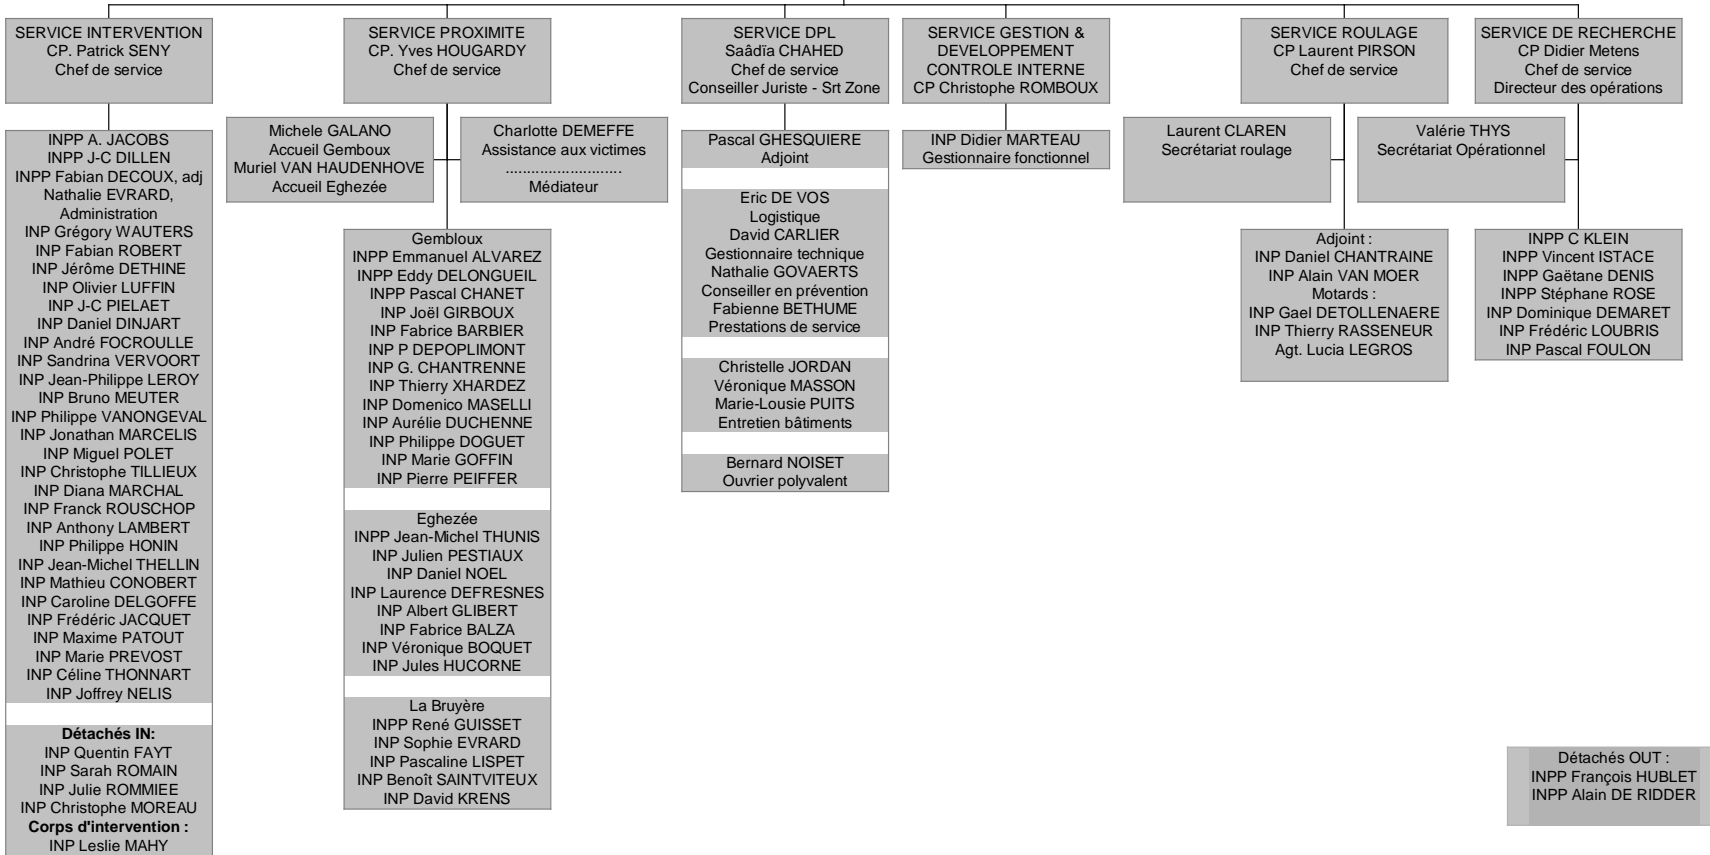 SERVICE INTERVENTION
CP. Patrick SENY
Chef de service
SERVICE PROXIMITE
CP. Yves HOUGARDY
Chef de service
SERVICE DPL
Saâdïa CHAHED
Chef de service
Conseiller Juriste - Srt Zone
SERVICE GESTION &
DEVELOPPEMENT
CONTROLE INTERNE
CP Christophe ROMBOUX
SERVICE ROULAGE
CP Laurent PIRSON
Chef de service
SERVICE DE RECHERCHE
CP Didier Metens
Chef de service
Directeur des opérations
INPP A. JACOBS
INPP J-C DILLEN
INPP Fabian DECOUX, adj
Nathalie EVRARD,
Administration
INP Grégory WAUTERS
INP Fabian ROBERT
INP Jérôme DETHINE
INP Olivier LUFFIN
INP J-C PIELAET
INP Daniel DINJART
INP André FOCROULLE
INP Sandrina VERVOORT
INP Jean-Philippe LEROY
INP Bruno MEUTER
INP Philippe VANONGEVAL
INP Jonathan MARCELIS
INP Miguel POLET
INP Christophe TILLIEUX
INP Diana MARCHAL
INP Franck ROUSCHOP
INP Anthony LAMBERT
INP Philippe HONIN
INP Jean-Michel THELLIN
INP Mathieu CONOBERT
INP Caroline DELGOFFE
INP Frédéric JACQUET
INP Maxime PATOUT
INP Marie PREVOST
INP Céline THONNART
INP Joffrey NELIS
Détachés IN:
INP Quentin FAYT
INP Sarah ROMAIN
INP Julie ROMMIEE
INP Christophe MOREAU
Corps d'intervention :
INP Leslie MAHY
Michele GALANO
Accueil Gemboux
Muriel VAN HAUDENHOVE
Accueil Eghezée
Charlotte DEMEFFE
Assistance aux victimes
..........................
Médiateur
Gembloux
INPP Emmanuel ALVAREZ
INPP Eddy DELONGUEIL
INPP Pascal CHANET
INP Joël GIRBOUX
INP Fabrice BARBIER
INP P DEPOPLIMONT
INP G. CHANTRENNE
INP Thierry XHARDEZ
INP Domenico MASELLI
INP Aurélie DUCHENNE
INP Philippe DOGUET
INP Marie GOFFIN
INP Pierre PEIFFER
Eghezée
INPP Jean-Michel THUNIS
INP Julien PESTIAUX
INP Daniel NOEL
INP Laurence DEFRESNES
INP Albert GLIBERT
INP Fabrice BALZA
INP Véronique BOQUET
INP Jules HUCORNE
La Bruyère
INPP René GUISSET
INP Sophie EVRARD
INP Pascaline LISPET
INP Benoît SAINTVITEUX
INP David KRENS
Pascal GHESQUIERE
Adjoint
Eric DE VOS
Logistique
David CARLIER
Gestionnaire technique
Nathalie GOVAERTS
Conseiller en prévention
Fabienne BETHUME
Prestations de service
Christelle JORDAN
Véronique MASSON
Marie-Lousie PUITS
Entretien bâtiments
Bernard NOISET
Ouvrier polyvalent
INP Didier MARTEAU
Gestionnaire fonctionnel
Laurent CLAREN
Secrétariat roulage
Adjoint :
INP Daniel CHANTRAINE
INP Alain VAN MOER
Motards :
INP Gael DETOLLENAERE
INP Thierry RASSENEUR
Agt. Lucia LEGROS
Valérie THYS
Secrétariat Opérationnel
INPP C KLEIN
INPP Vincent ISTACE
INPP Gaëtane DENIS
INPP Stéphane ROSE
INP Dominique DEMARET
INP Frédéric LOUBRIS
INP Pascal FOULON
Détachés OUT :
INPP François HUBLET
INPP Alain DE RIDDER